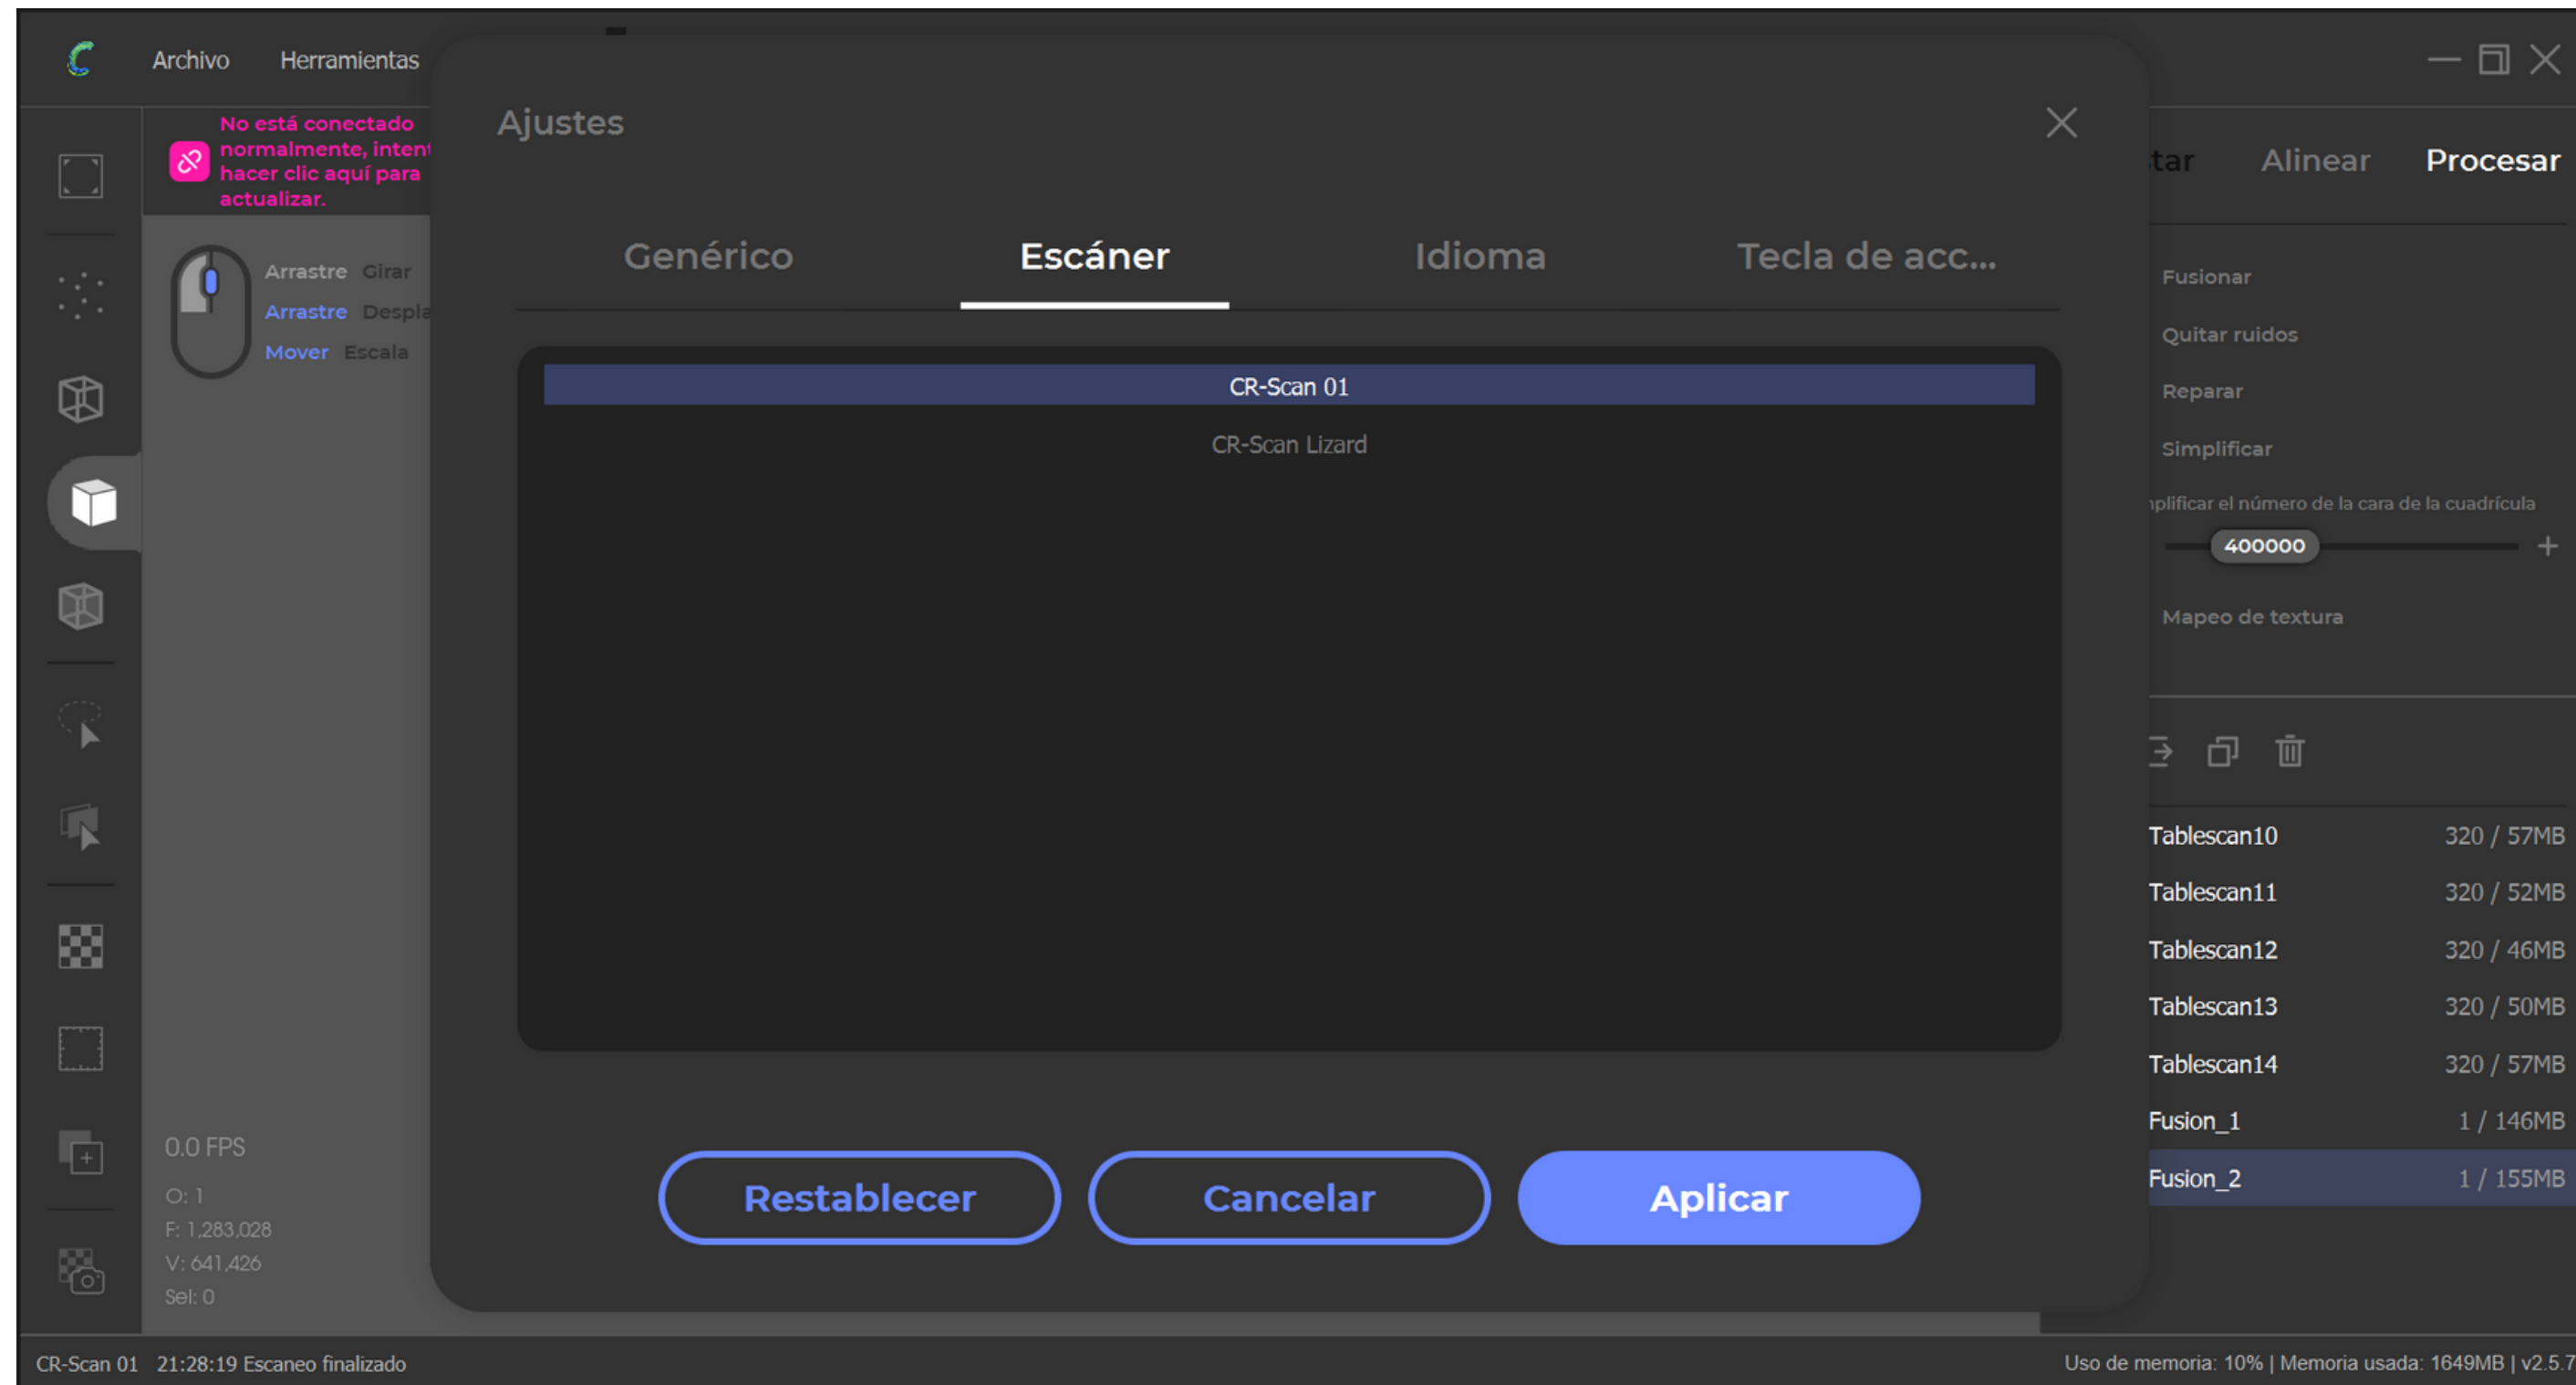 Archivo Herramientas
No está conectado
normalmente, intent
hacer clic aquí para
actualizar.
Arrastre Girar
Arrastre Despla
Mover Escala
Ajustes
Genérico Escáner Idioma Tecla de acc...
CR-Scan 01
CR-Scan Lizard
Restablecer Cancelar Aplicar
tar Alinear Procesar
Fusionar
Quitar ruidos
Reparar
Simplificar
plificar el número de la cara de la cuadrícula
400000 +
Mapeo de textura
Tablescan10 320 / 57MB
Tablescan11 320 / 52MB
Tablescan12 320 / 46MB
Tablescan13 320 / 50MB
Tablescan14 320 / 57MB
Fusion_1 1 / 146MB
Fusion_2 1 / 155MB
0.0 FPS
O: 1
F: 1,283,028
V: 641,426
Sel: 0
CR-Scan 01 21:28:19 Escaneo finalizado
Uso de memoria: 10% | Memoria usada: 1649MB | v2.5.7